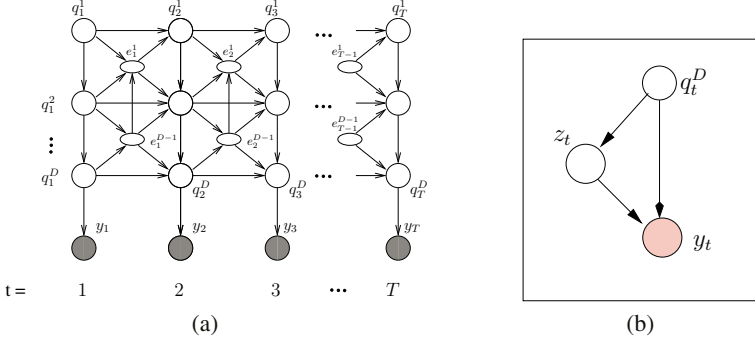 q_1^1 q_2^1 q_3^1 ... q_T^1
e_1^1 e_2^1 e_{T-1}^1
q_1^2 ...
... e_1^{D-1} e_2^{D-1} e_{T-1}^{D-1}
q_1^D q_2^D q_3^D ... q_T^D
y_1 y_2 y_3 y_T
t = 1 2 3 ... T
(a)
q_t^D
z_t
y_t
(b)